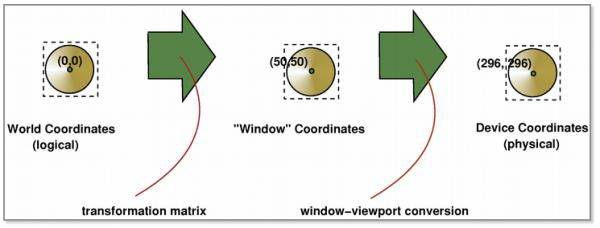 (0,0)
(50,50)
(296, 296)
World Coordinates
(logical)
"Window" Coordinates
Device Coordinates
(physical)
transformation matrix
window−viewport conversion